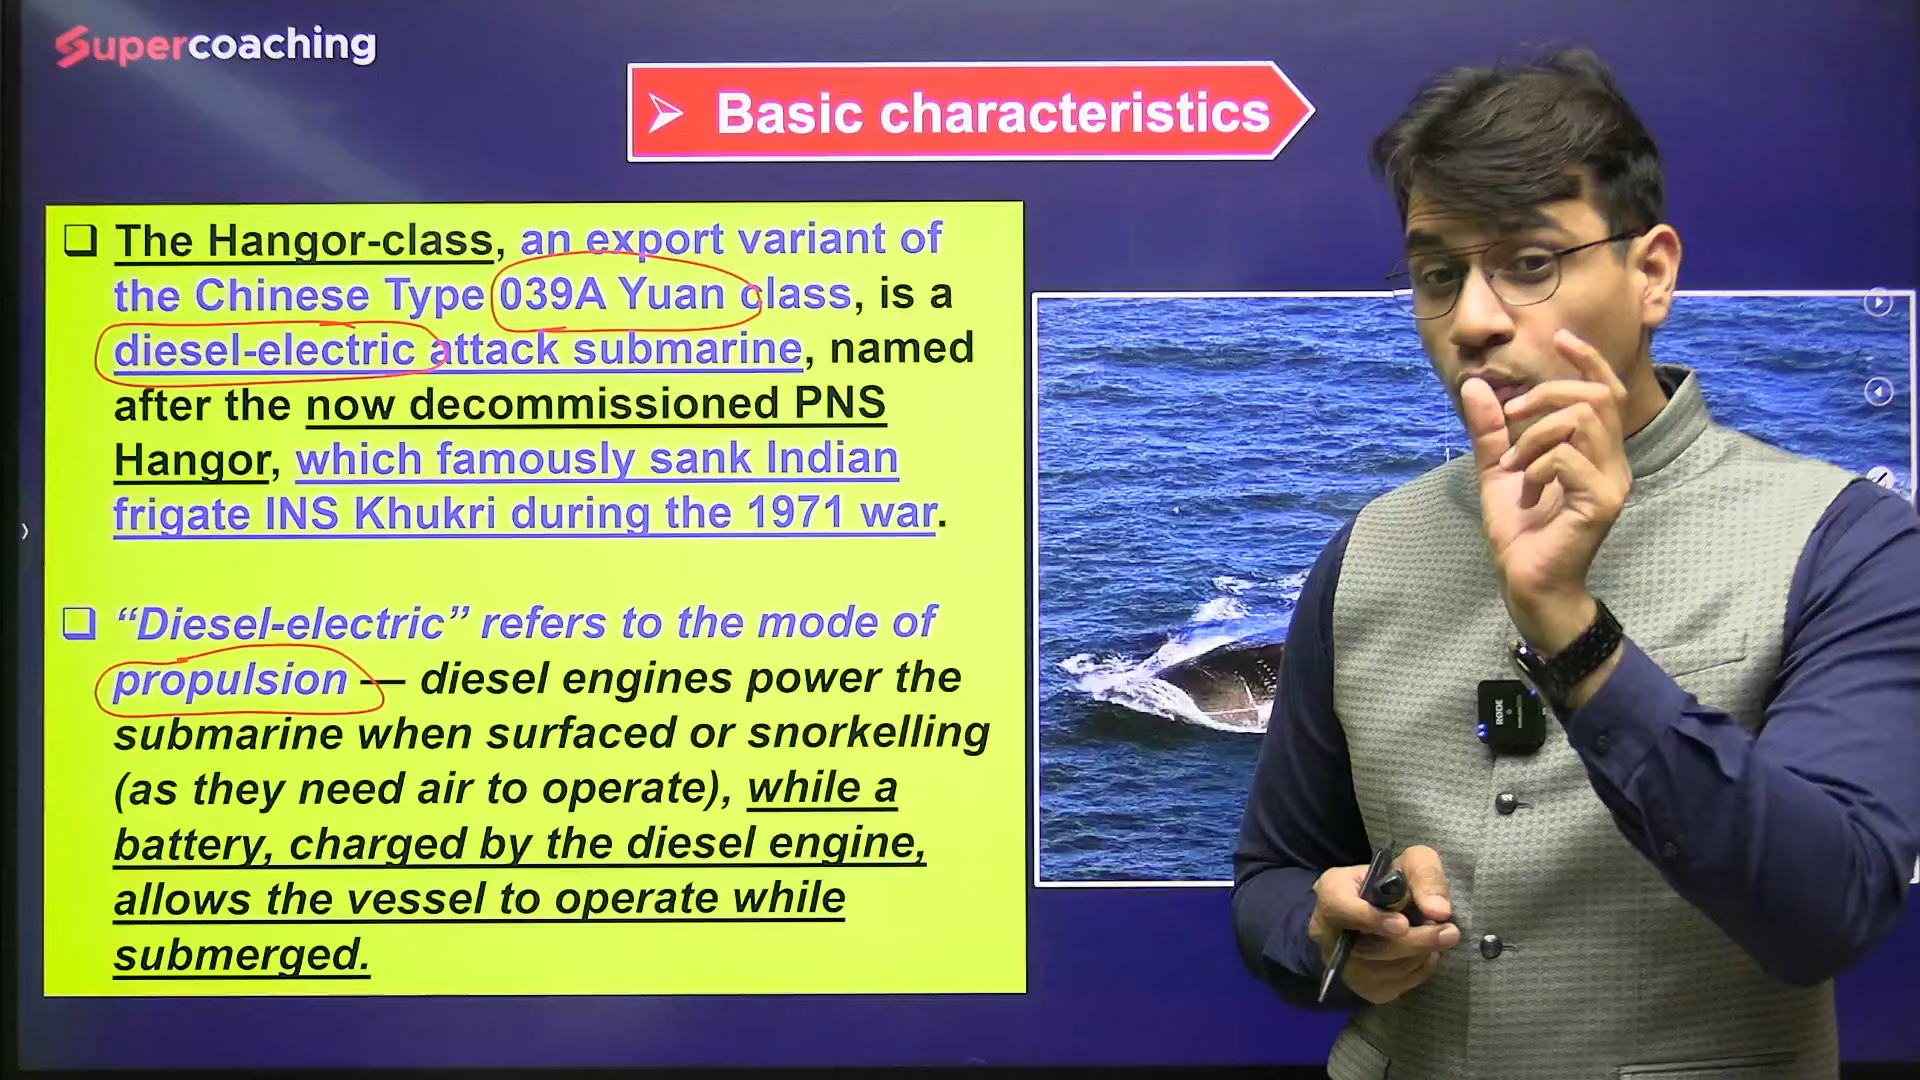 Supercoaching
Basic characteristics
The Hangor-class, an export variant of
the Chinese Type 039A Yuan class, is a
diesel-electric attack submarine, named
after the now decommissioned PNS
Hangor, which famously sank Indian
frigate INS Khukri during the 1971 war.
“Diesel-electric” refers to the mode of
propulsion — diesel engines power the
submarine when surfaced or snorkelling
(as they need air to operate), while a
battery, charged by the diesel engine,
allows the vessel to operate while
submerged.
RODE